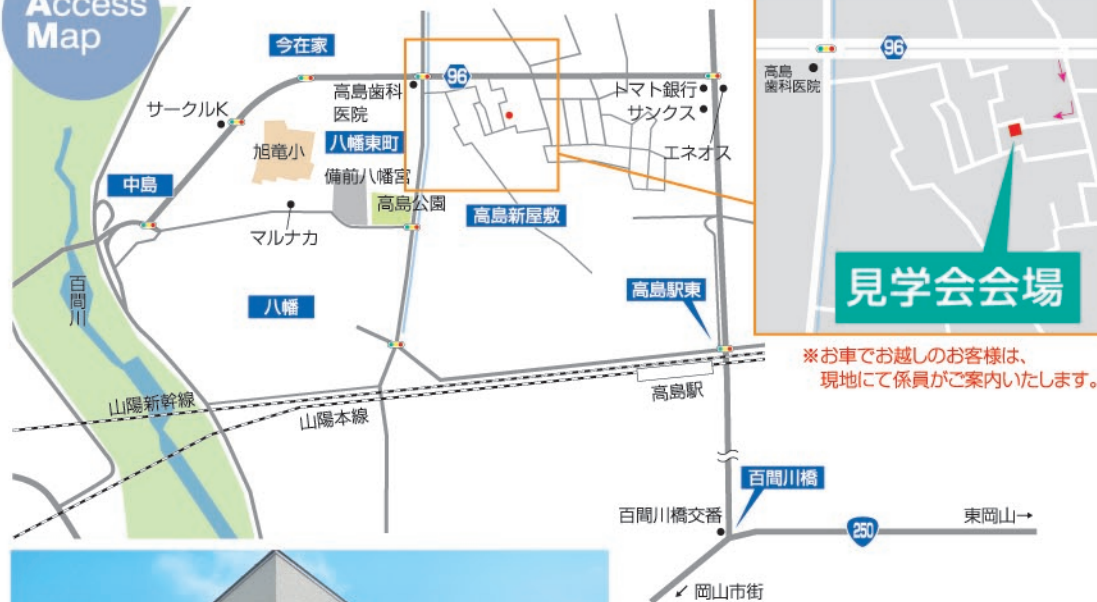 Access
Map
今在家
96
高島歯科
医院
トマト銀行
サンクス
エネオス
サークルK
旭竜小
八幡東町
備前八幡宮
高島公園
中島
マルナカ
高島新屋敷
百間川
八幡
高島駅東
山陽新幹線
山陽本線
高島駅
百間川橋
百間川橋交番
250
東岡山→
↙岡山市街
96
高島
歯科医院
見学会会場
※お車でお越しのお客様は、
現地にて係員がご案内いたします。